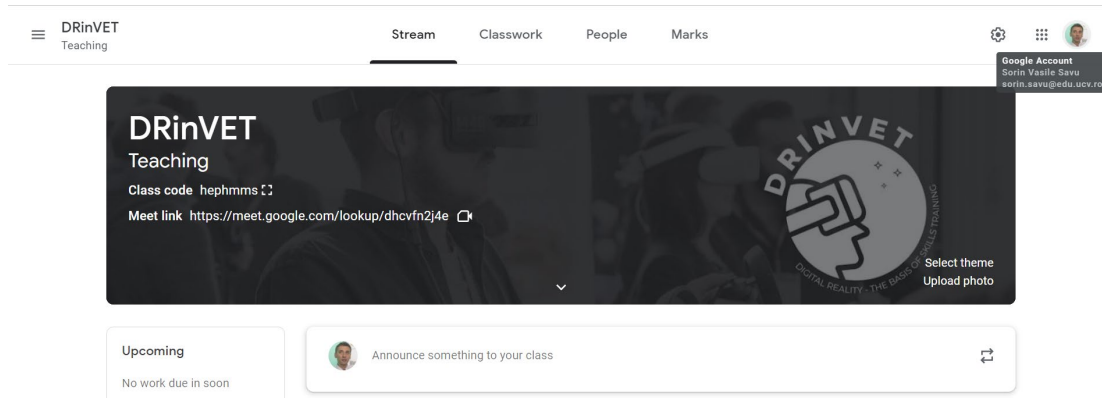 DRinVET
Teaching
Stream Classwork People Marks
Google Account
Sorin Vasile Savu
sorin.savu@edu.ucv.ro
DRinVET
Teaching
Class code hephmms
Meet link https://meet.google.com/lookup/dhcvfn2j4e
DRINVET
DIGITAL REALITY - THE BASIS OF SKILLS TRAINING
Select theme
Upload photo
Upcoming
No work due in soon
Announce something to your class